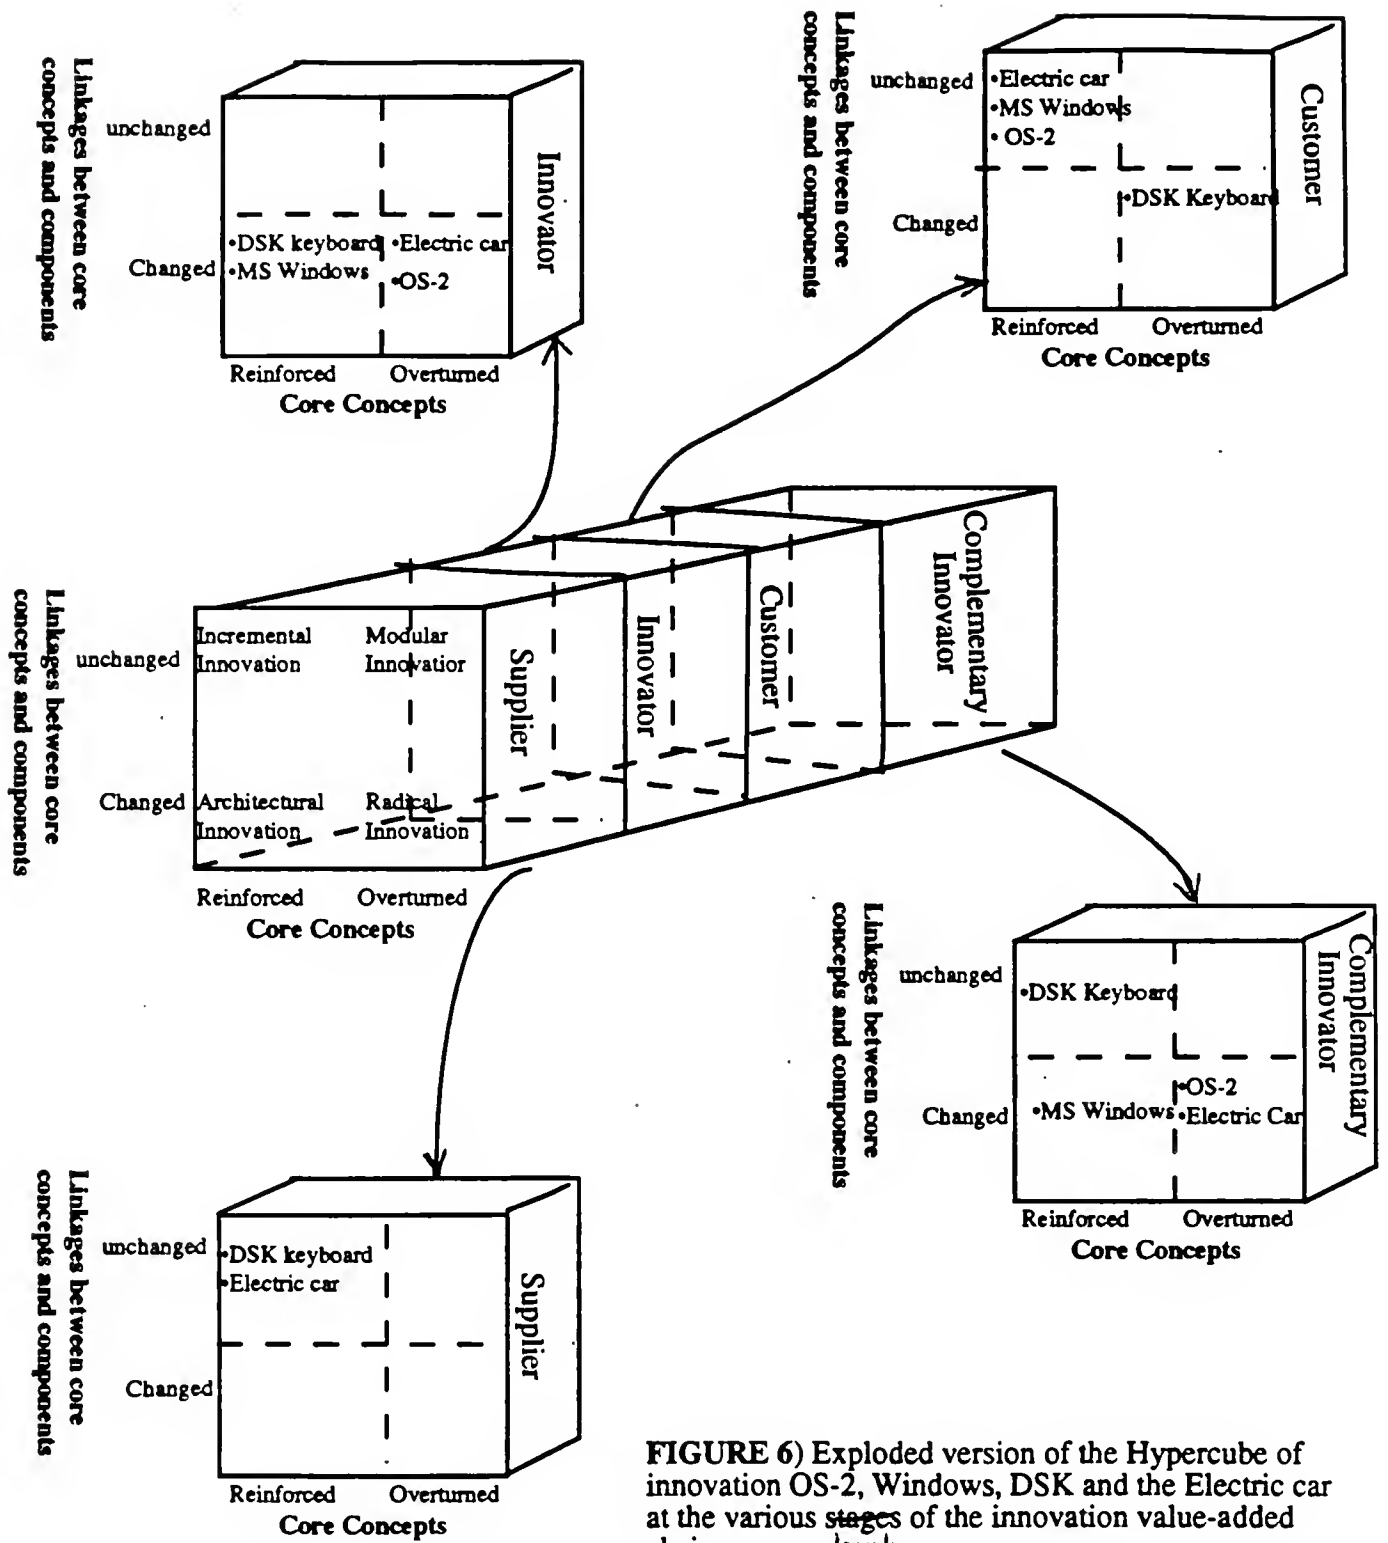 Linkages between core
concepts and components
unchanged
Changed
•DSK keyboard
•MS Windows
•Electric car
•OS-2
Innovator
Reinforced
Overturned
Core Concepts
Linkages between core
concepts and components
unchanged
Changed
•Electric car
•MS Windows
• OS-2
•DSK Keyboard
Customer
Reinforced
Overturned
Core Concepts
Linkages between core
concepts and components
unchanged
Changed
Incremental
Innovation
Modular
Innovatior
Architectural
Innovation
Radical
Innovation
Supplier
Innovator
Customer
Complementary
Innovator
Reinforced
Overturned
Core Concepts
Linkages between core
concepts and components
unchanged
Changed
•DSK Keyboard
•MS Windows
•OS-2
•Electric Car
Complementary
Innovator
Reinforced
Overturned
Core Concepts
Linkages between core
concepts and components
unchanged
Changed
•DSK keyboard
•Electric car
Supplier
Reinforced
Overturned
Core Concepts
FIGURE 6) Exploded version of the Hypercube of
innovation OS-2, Windows, DSK and the Electric car
at the various stages of the innovation value-added